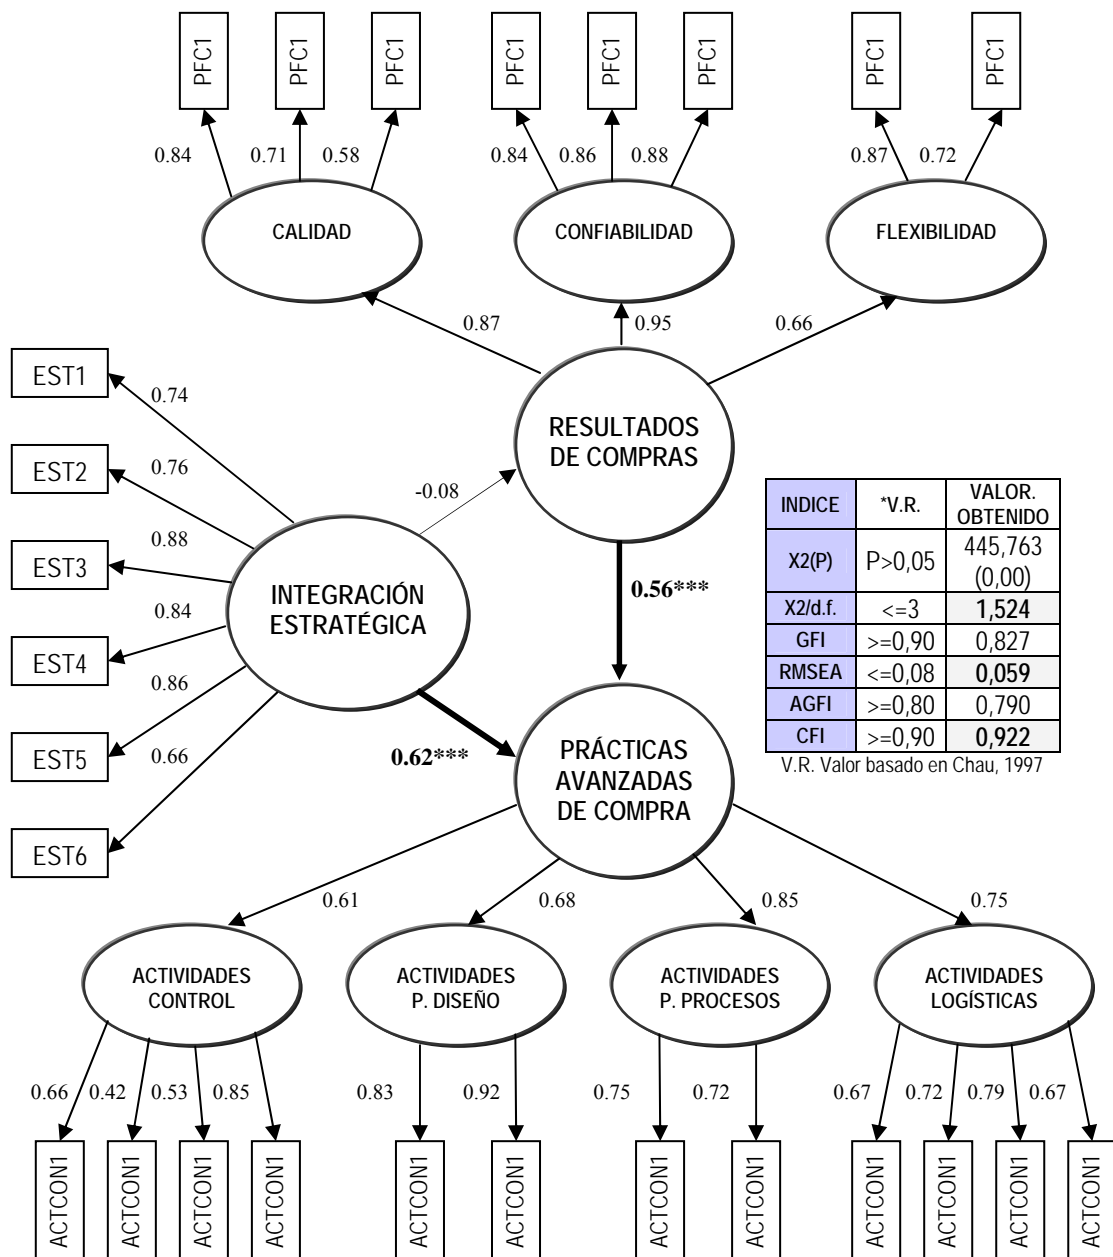 PFC1
PFC1
PFC1
PFC1
PFC1
PFC1
PFC1
PFC1
0.84
0.71
0.58
0.84
0.86
0.88
0.87
0.72
CALIDAD
CONFIABILIDAD
FLEXIBILIDAD
0.87
0.95
0.66
EST1
EST2
EST3
EST4
EST5
EST6
0.74
0.76
0.88
0.84
0.86
0.66
-0.08
RESULTADOS
DE COMPRAS
INTEGRACIÓN
ESTRATÉGICA
0.56***
0.62***
PRÁCTICAS
AVANZADAS
DE COMPRA
INDICE *V.R. VALOR.
OBTENIDO
X2(P) P>0,05 445,763
(0,00)
X2/d.f. <=3 1,524
GFI >=0,90 0,827
RMSEA <=0,08 0,059
AGFI >=0,80 0,790
CFI >=0,90 0,922
V.R. Valor basado en Chau, 1997
0.61
0.68
0.85
0.75
ACTIVIDADES
CONTROL
ACTIVIDADES
P. DISEÑO
ACTIVIDADES
P. PROCESOS
ACTIVIDADES
LOGÍSTICAS
0.66
0.42
0.53
0.85
0.83
0.92
0.75
0.72
0.67
0.72
0.79
0.67
ACTCON1
ACTCON1
ACTCON1
ACTCON1
ACTCON1
ACTCON1
ACTCON1
ACTCON1
ACTCON1
ACTCON1
ACTCON1
ACTCON1